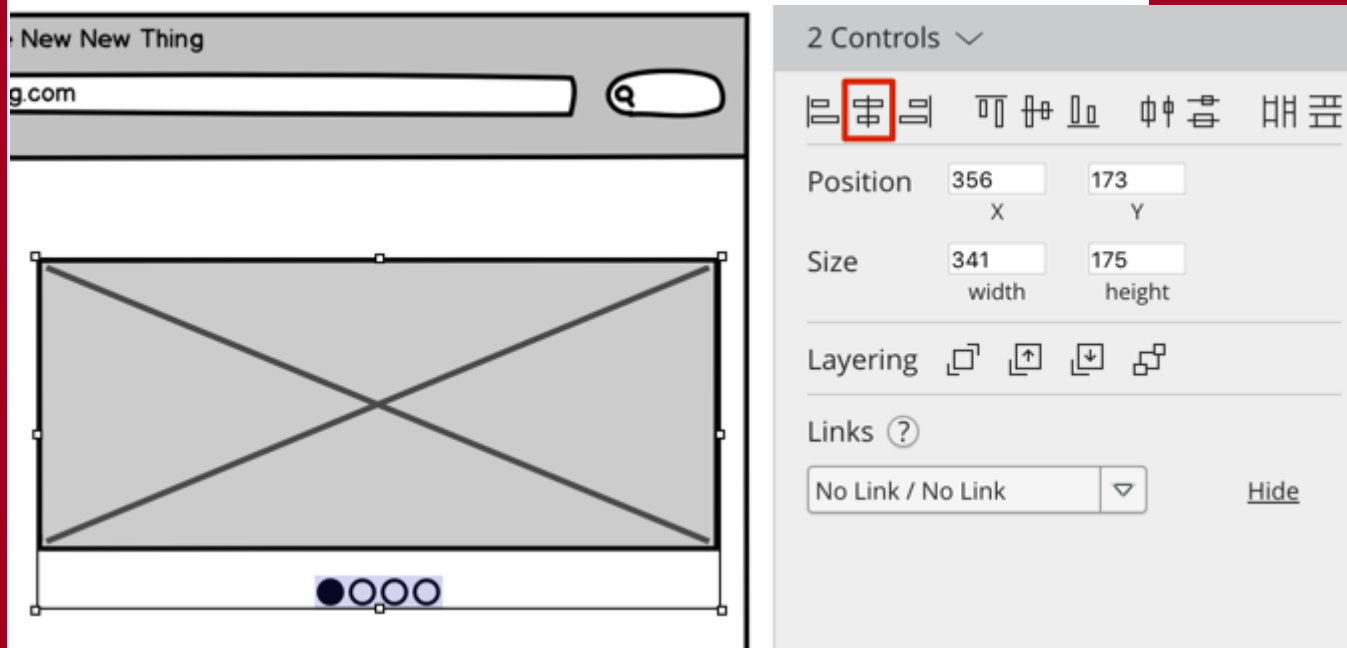 New New Thing
g.com
2 Controls
Position 356 173
X Y
Size 341 175
width height
Layering
Links ?
No Link / No Link Hide